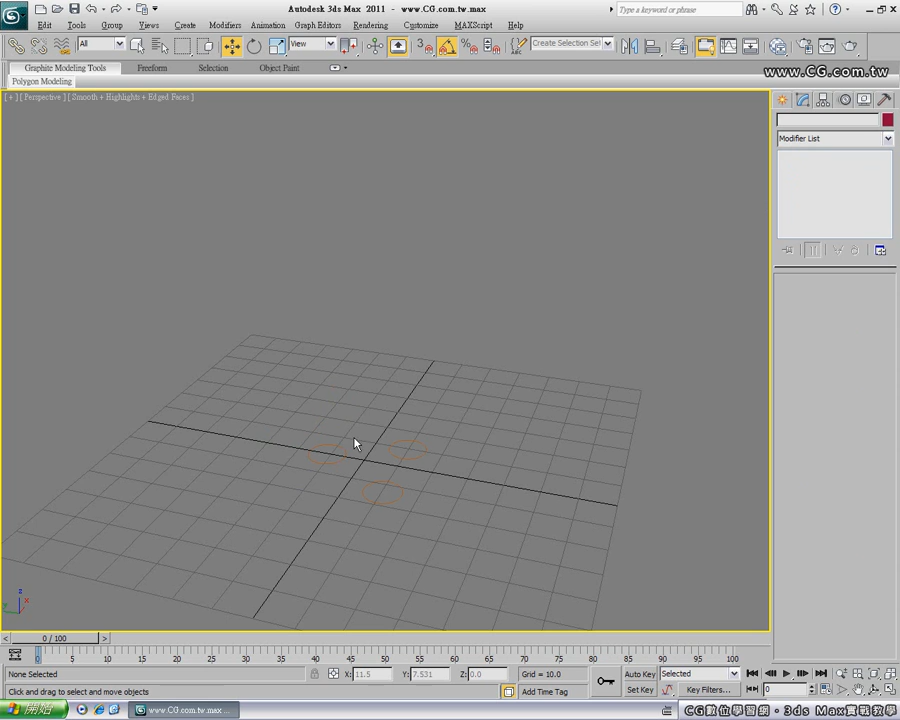 Autodesk 3ds Max 2011 - www.CG.com.tw.max
Type a keyword or phrase
Edit Tools Group Views Create Modifiers Animation Graph Editors Rendering Customize MAXScript Help
All View Create Selection Set
Graphite Modeling Tools Freeform Selection Object Paint
www.CG.com.tw
Polygon Modeling
[ + ] [ Perspective ] [ Smooth + Highlights + Edged Faces ]
Modifier List
z
x
y
0 / 100
0 5 10 15 20 25 30 35 40 45 50 55 60 65 70 75 80 85 90 95 100
None Selected X: 11.5 Y: 7.531 Z: 0.0 Grid = 10.0 Auto Key Selected
Click and drag to select and move objects Add Time Tag Set Key Key Filters... 0
開始 www.CG.com.tw.max ... CG數位學習網・3ds Max實戰教學